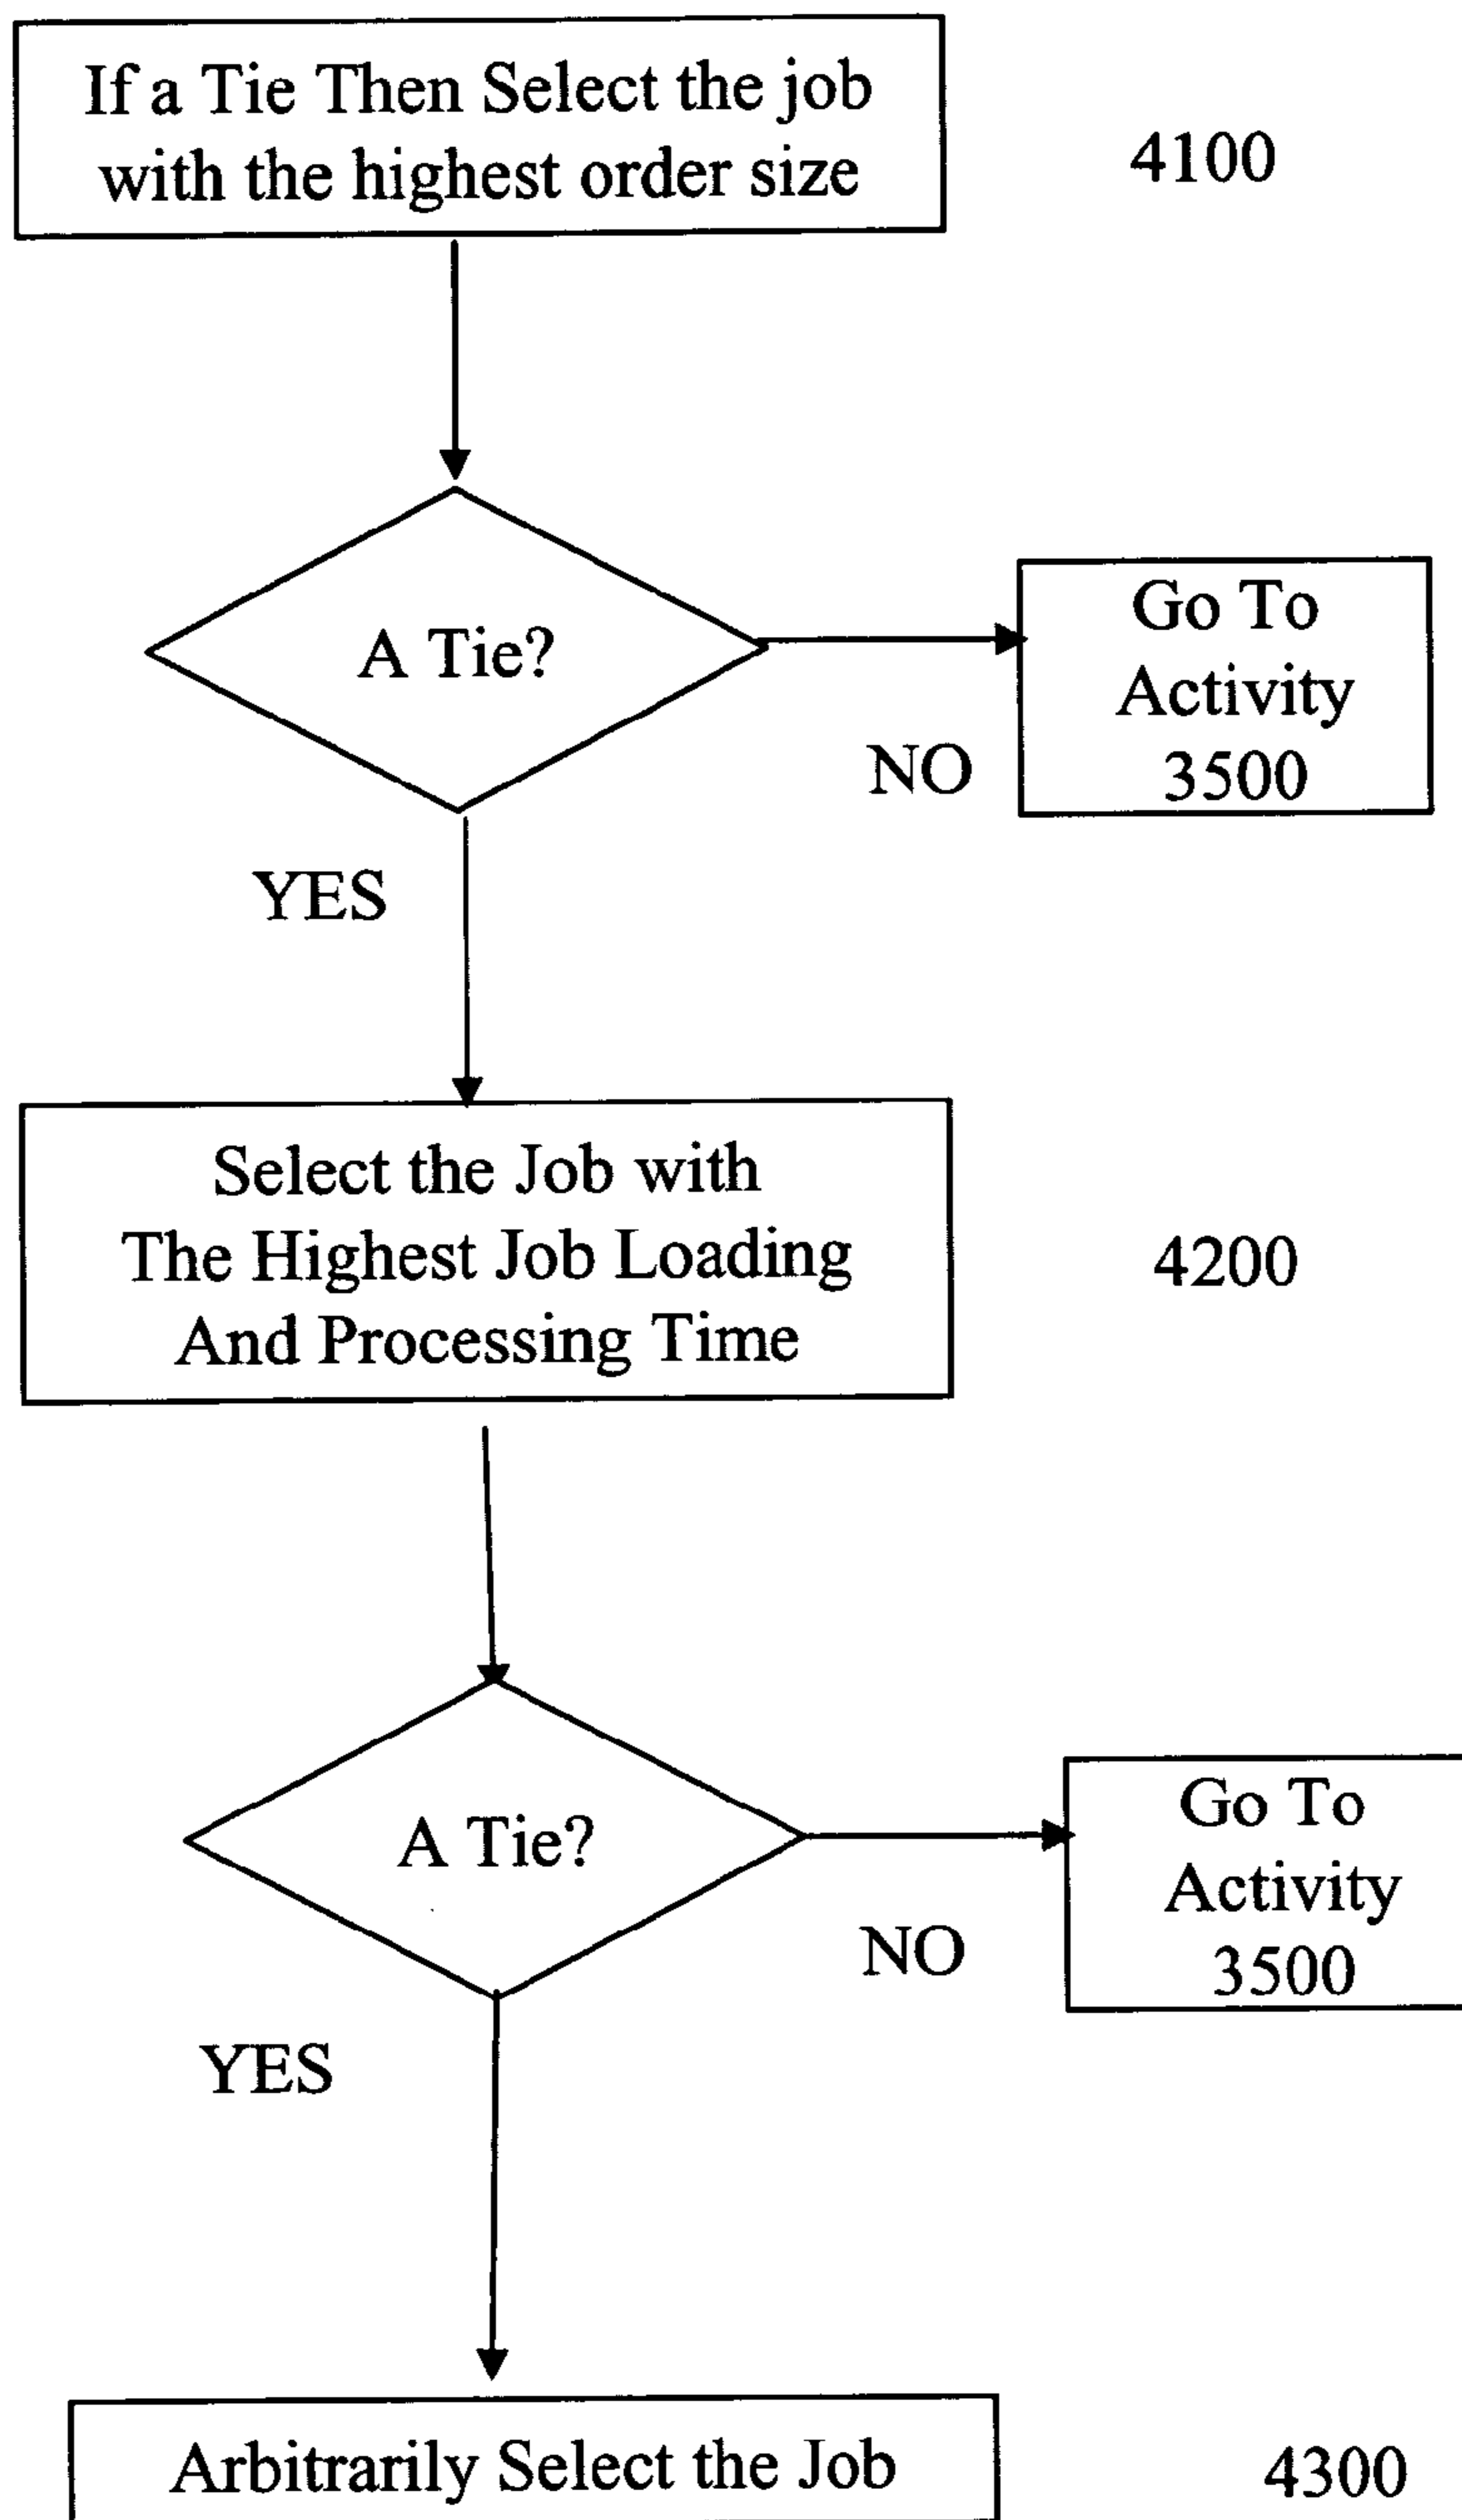 If a Tie Then Select the job
with the highest order size
4100
A Tie?
Go To
Activity
3500
NO
YES
Select the Job with
The Highest Job Loading
And Processing Time
4200
A Tie?
Go To
Activity
3500
NO
YES
Arbitrarily Select the Job
4300